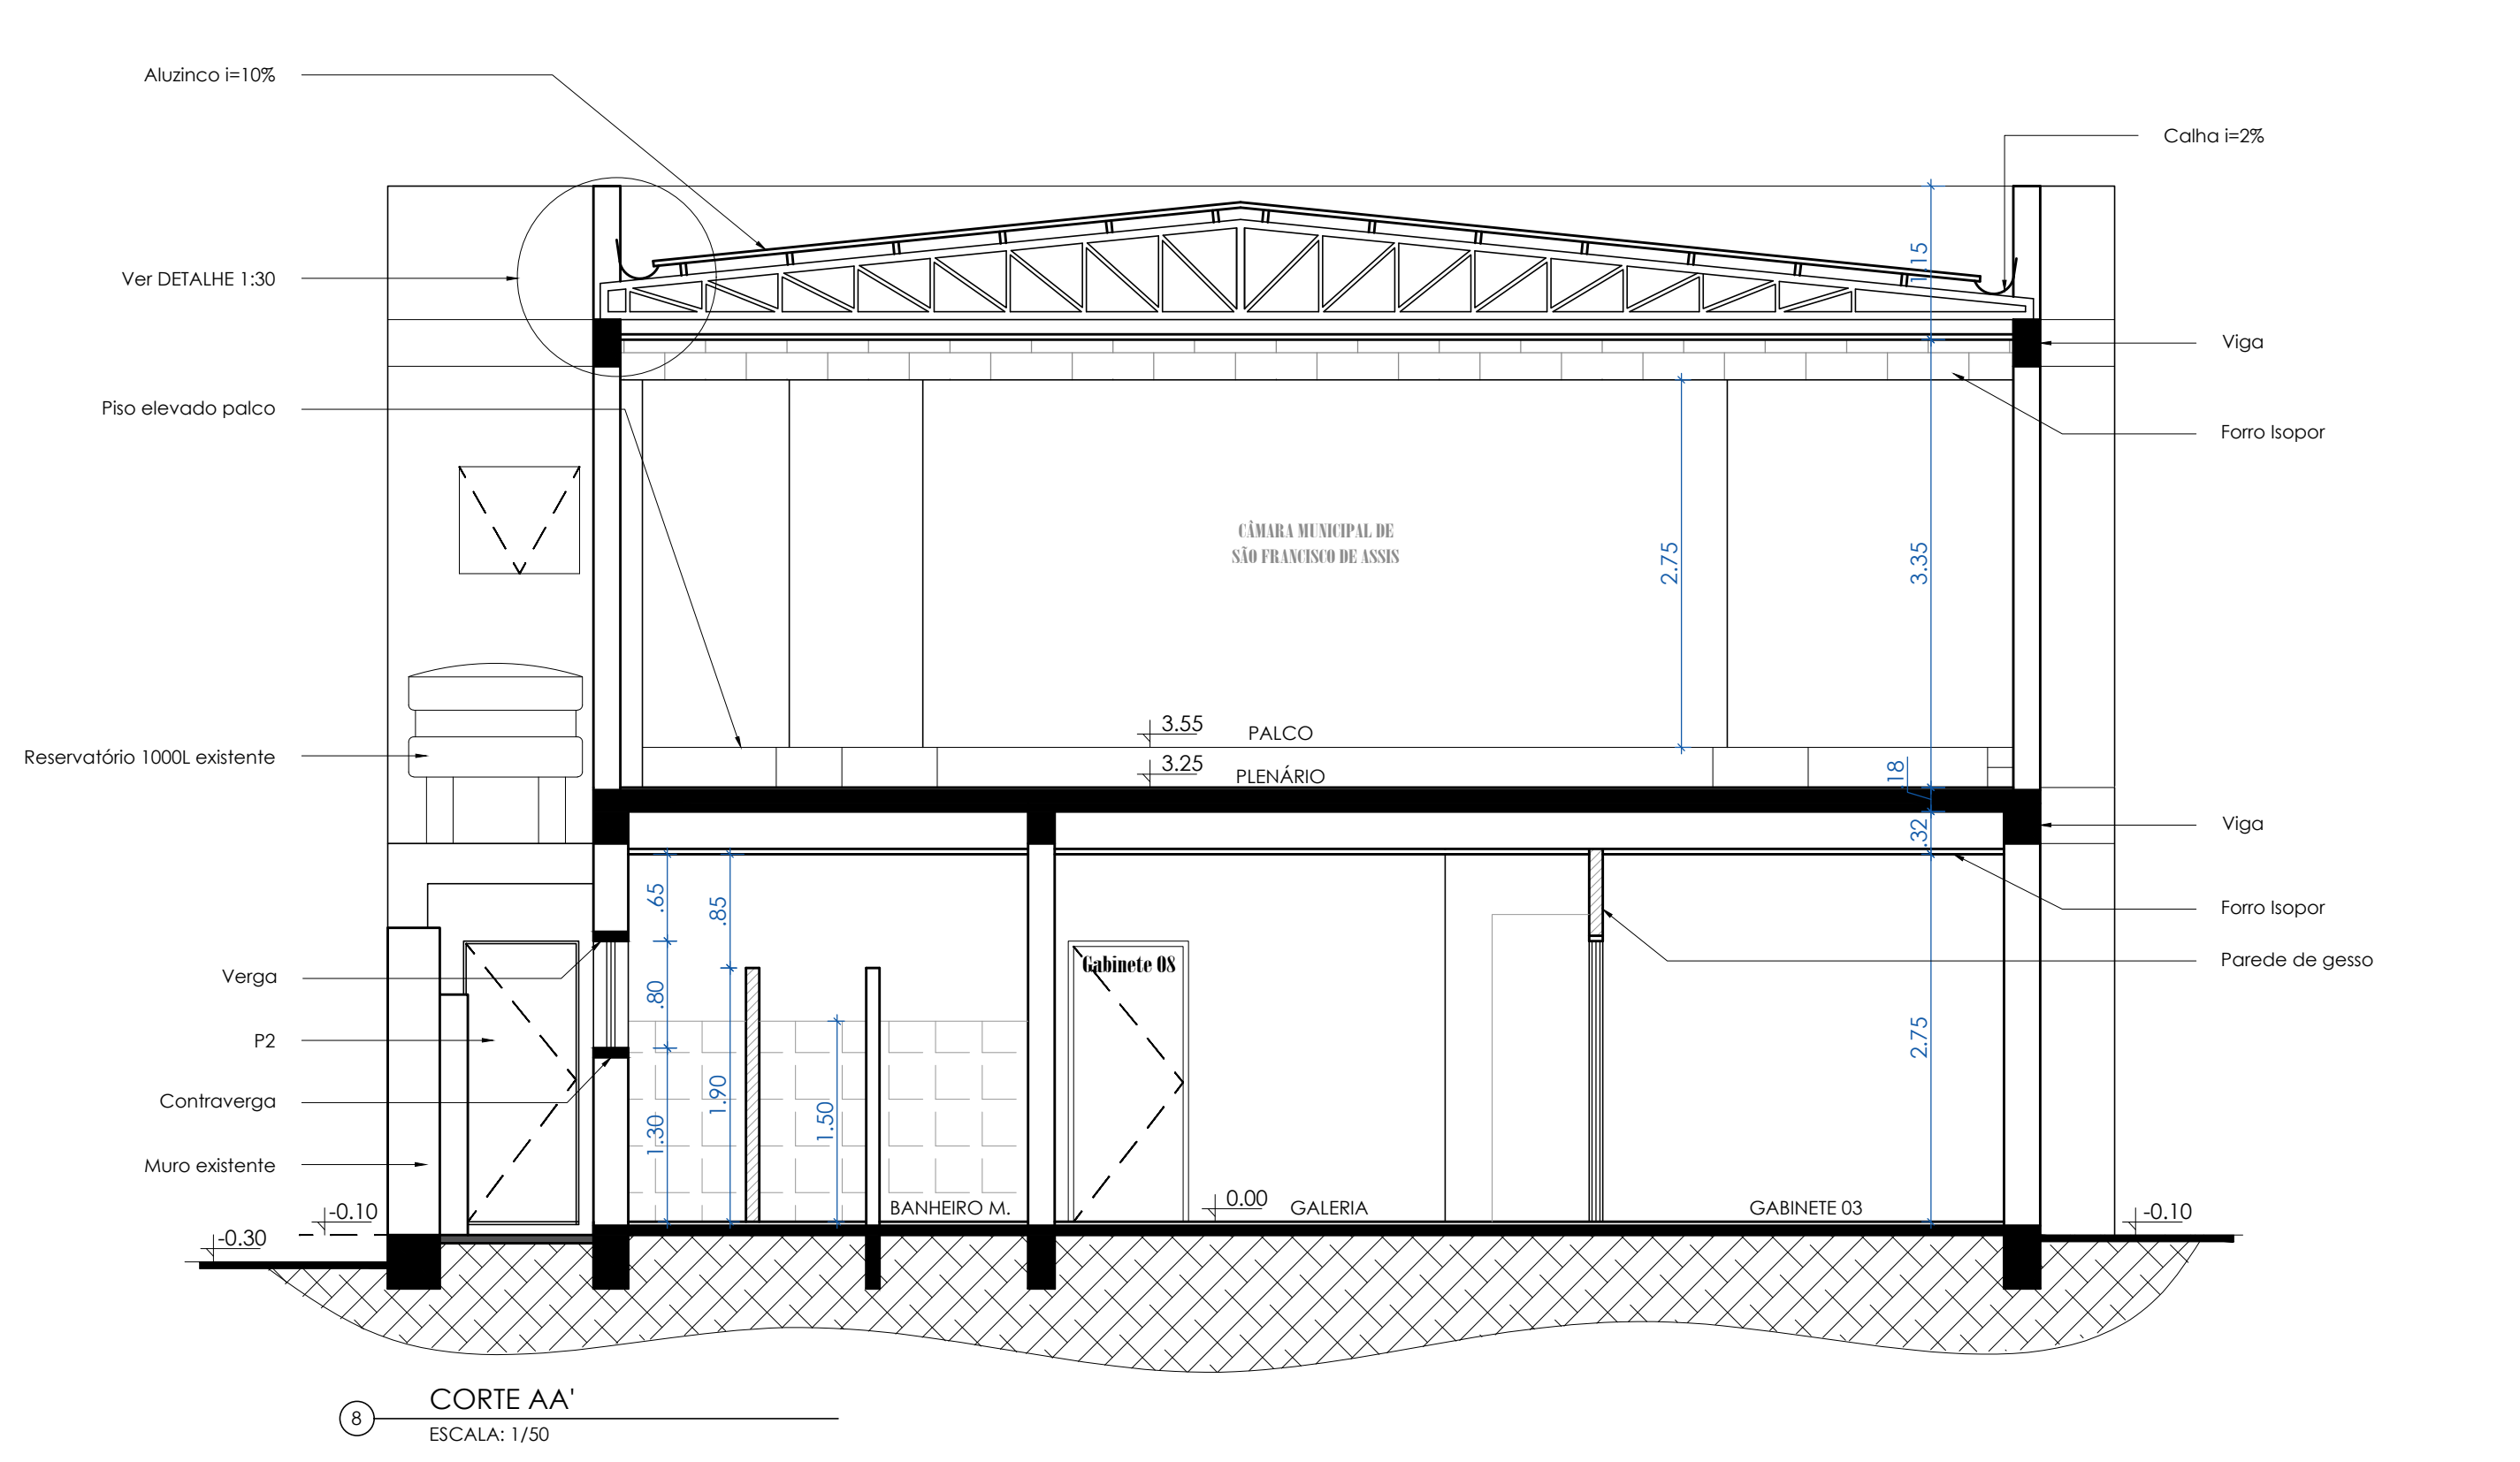 Aluzinco i=10%
Calha i=2%
1.15
Ver DETALHE 1:30
Viga
Piso elevado palco
Forro Isopor
CÂMARA MUNICIPAL DE
SÃO FRANCISCO DE ASSIS
2.75
3.35
3.55
PALCO
Reservatório 1000L existente
3.25
PLENÁRIO
.18
.32
Viga
.65
.85
Forro Isopor
Gabinete 08
Parede de gesso
Verga
.80
P2
2.75
Contraverga
1.30
1.90
1.50
Muro existente
BANHEIRO M.
0.00
GALERIA
GABINETE 03
-0.10
-0.10
-0.30
8
CORTE AA'
ESCALA: 1/50